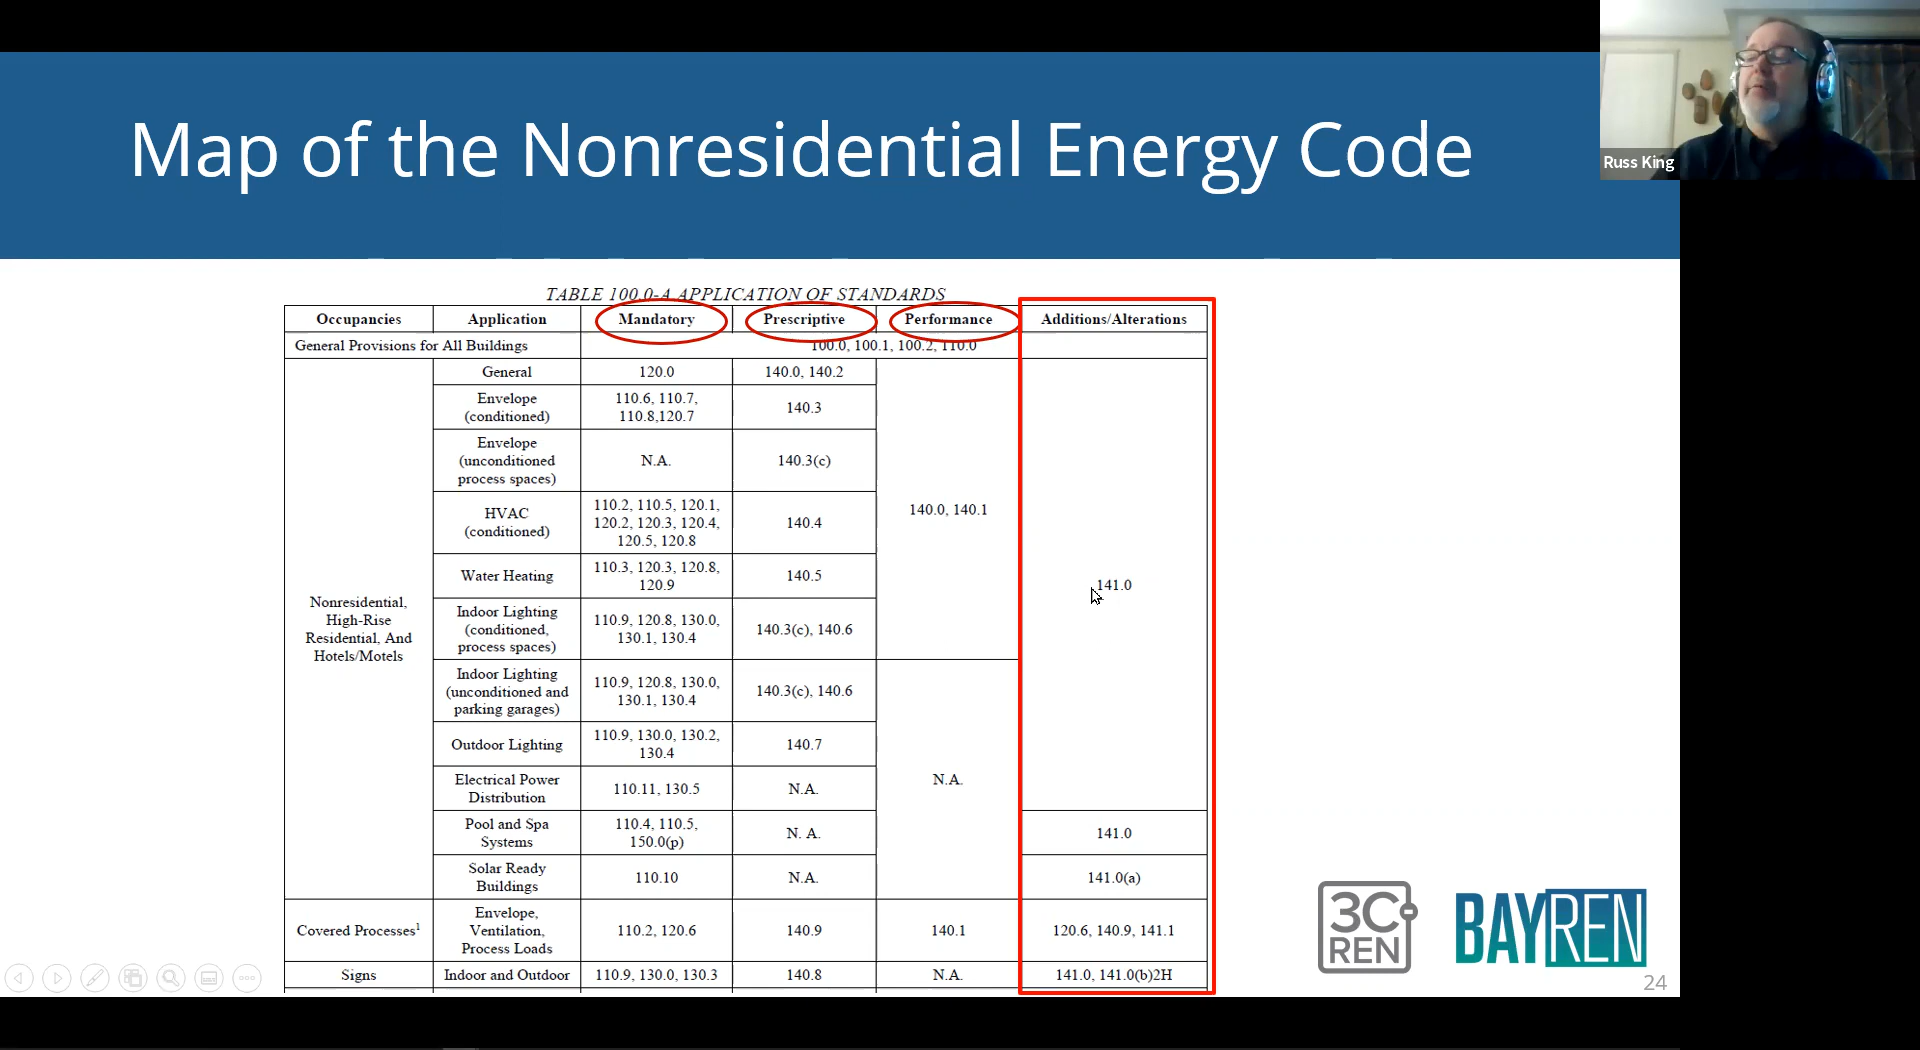 Map of the Nonresidential Energy Code
Russ King
TABLE 100.0-A APPLICATION OF STANDARDS
Occupancies Application Mandatory Prescriptive Performance Additions/Alterations
General Provisions for All Buildings 100.0, 100.1, 100.2, 110.0
Nonresidential,
High-Rise
Residential, And
Hotels/Motels
General 120.0 140.0, 140.2
Envelope
(conditioned)
110.6, 110.7,
110.8,120.7
140.3
Envelope
(unconditioned
process spaces)
N.A.
140.3(c)
HVAC
(conditioned)
110.2, 110.5, 120.1,
120.2, 120.3, 120.4,
120.5, 120.8
140.4
140.0, 140.1
Water Heating
110.3, 120.3, 120.8,
120.9
140.5
141.0
Indoor Lighting
(conditioned,
process spaces)
110.9, 120.8, 130.0,
130.1, 130.4
140.3(c), 140.6
Indoor Lighting
(unconditioned and
parking garages)
110.9, 120.8, 130.0,
130.1, 130.4
140.3(c), 140.6
Outdoor Lighting
110.9, 130.0, 130.2,
130.4
140.7
Electrical Power
Distribution
110.11, 130.5
N.A.
N.A.
Pool and Spa
Systems
110.4, 110.5,
150.0(p)
N. A.
141.0
Solar Ready
Buildings
110.10
N.A.
141.0(a)
Covered Processes1
Envelope,
Ventilation,
Process Loads
110.2, 120.6
140.9
140.1
120.6, 140.9, 141.1
Signs Indoor and Outdoor 110.9, 130.0, 130.3 140.8 N.A. 141.0, 141.0(b)2H
3C
REN
BAYREN
24